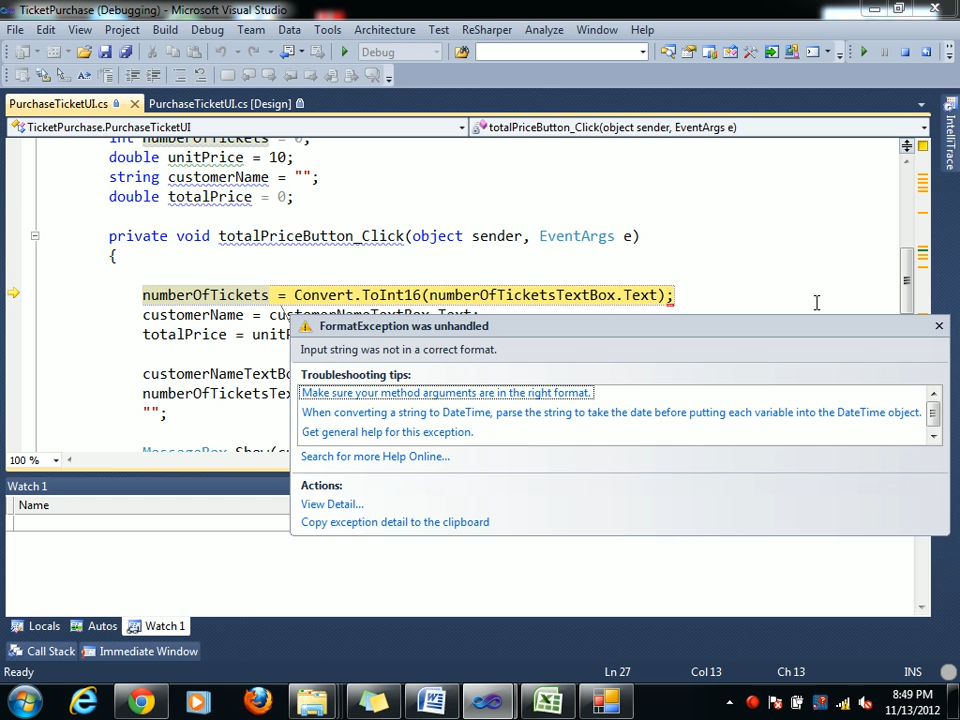 TicketPurchase (Debugging) - Microsoft Visual Studio
File Edit View Project Build Debug Team Data Tools Architecture Test ReSharper Analyze Window Help
Debug
PurchaseTicketUI.cs PurchaseTicketUI.cs [Design]
TicketPurchase.PurchaseTicketUI totalPriceButton_Click(object sender, EventArgs e)
IntelliTrace
int numberOfTickets = 0;
double unitPrice = 10;
string customerName = "";
double totalPrice = 0;
private void totalPriceButton_Click(object sender, EventArgs e)
{
numberOfTickets = Convert.ToInt16(numberOfTicketsTextBox.Text);
customerName = customerNameTextBox.Text;
totalPrice = unitP
customerNameTextBo
numberOfTicketsTex
"";
MessageBox.Show(cu
FormatException was unhandled
Input string was not in a correct format.
Troubleshooting tips:
Make sure your method arguments are in the right format.
When converting a string to DateTime, parse the string to take the date before putting each variable into the DateTime object.
Get general help for this exception.
Search for more Help Online...
Actions:
View Detail...
Copy exception detail to the clipboard
100 %
Watch 1
Name
Locals Autos Watch 1
Call Stack Immediate Window
Ready Ln 27 Col 13 Ch 13 INS
8:49 PM
11/13/2012